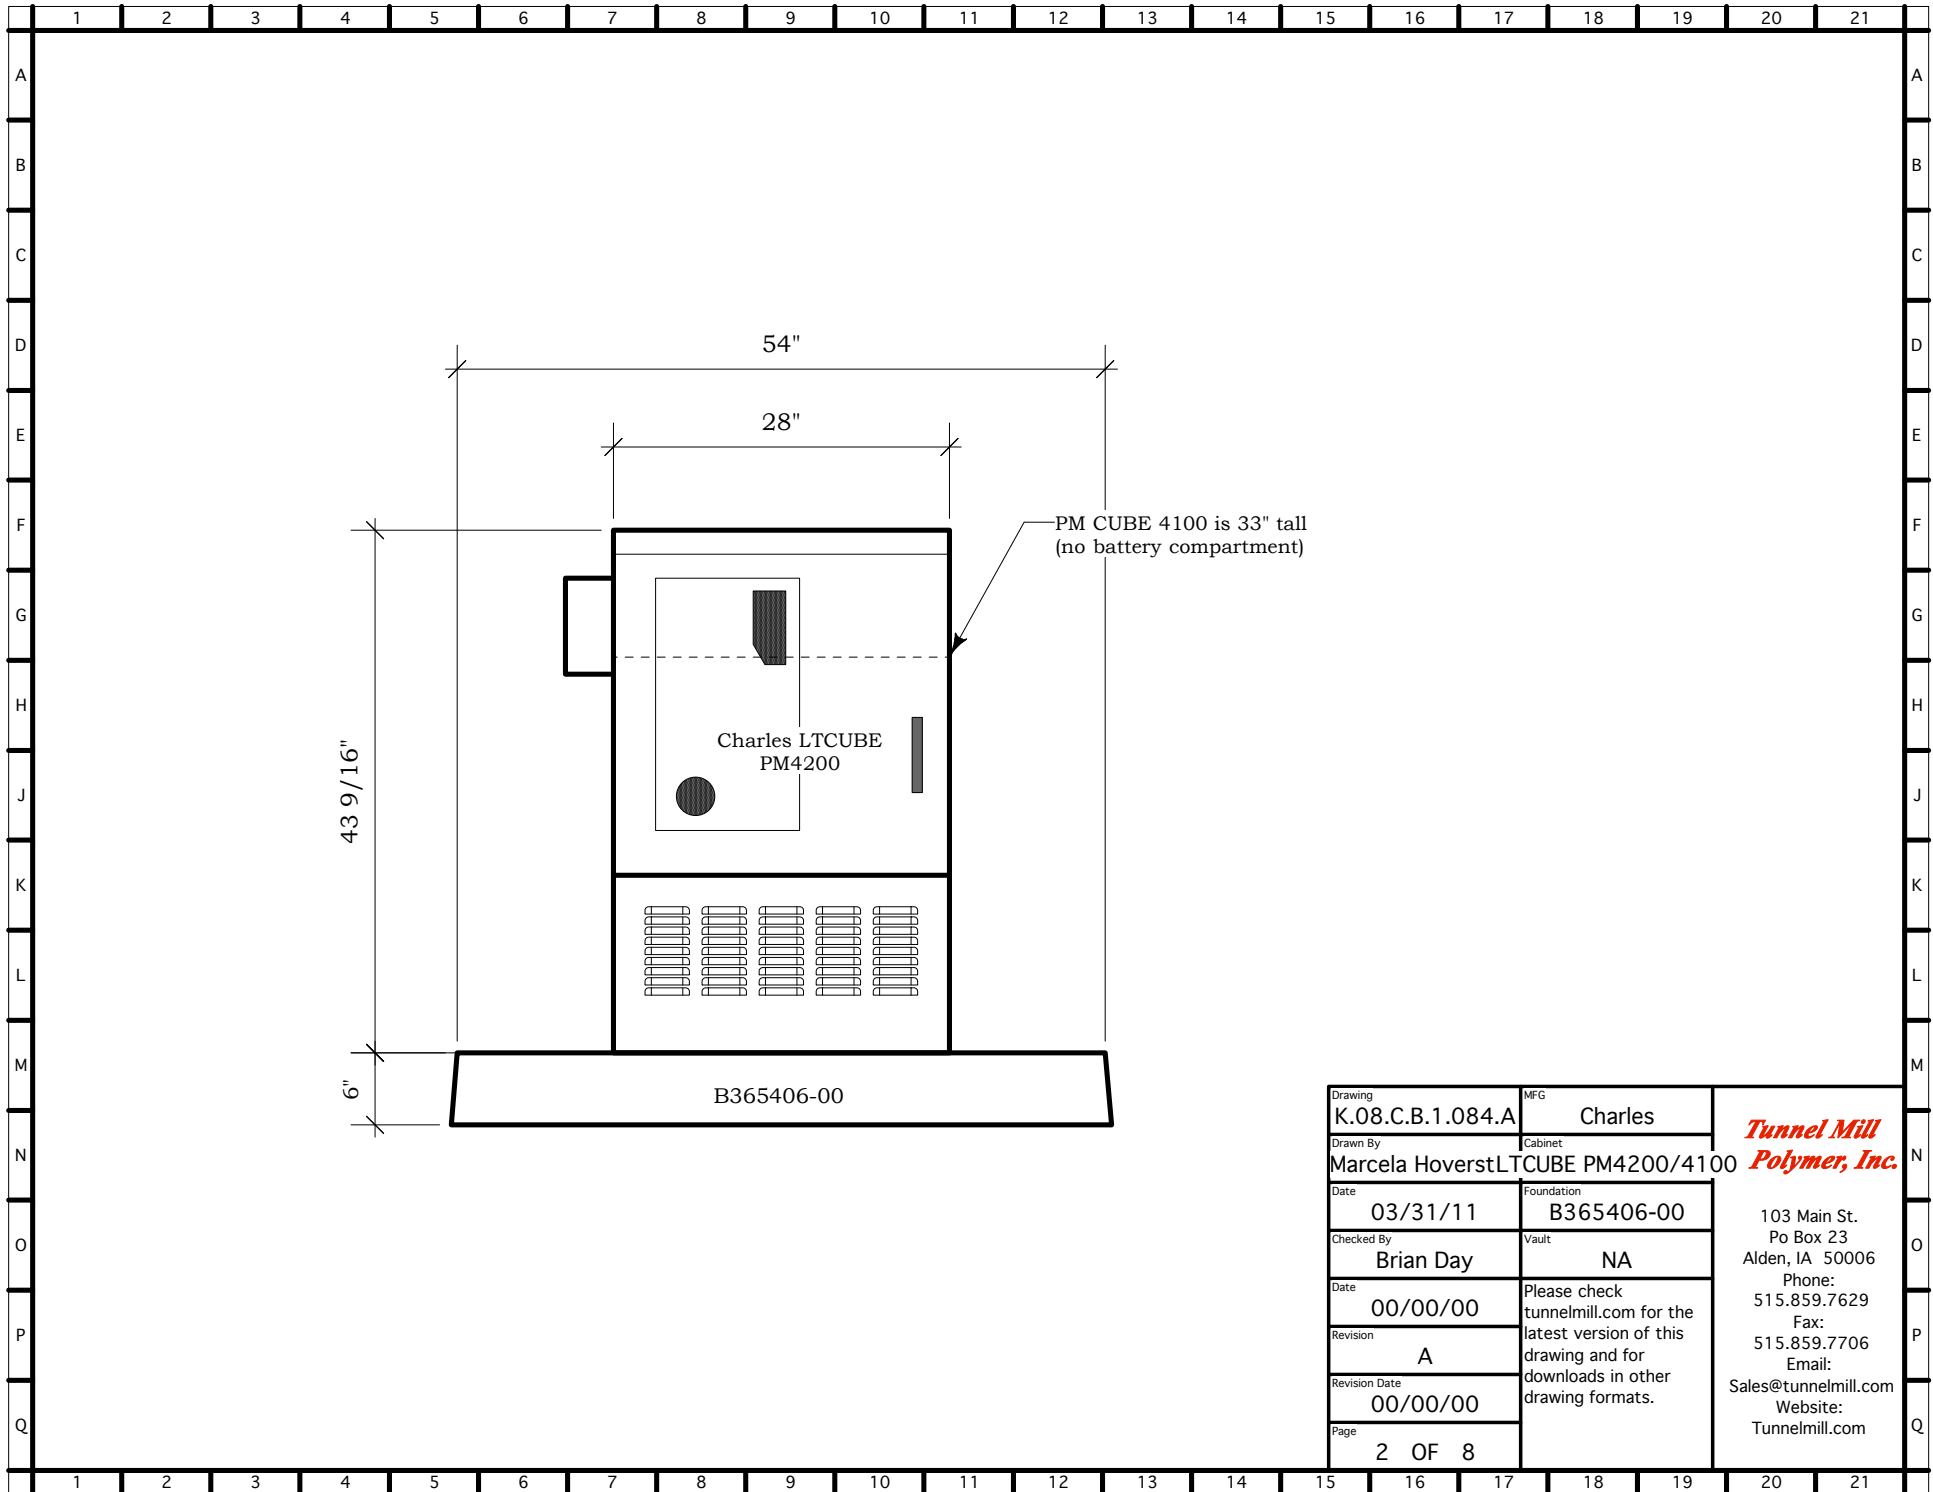 1 2 3 4 5 6 7 8 9 10 11 12 13 14 15 16 17 18 19 20 21
A A
B B
C C
D D
E E
F F
G G
H H
J J
K K
L L
M M
N N
O O
P P
Q Q
54"
28"
PM CUBE 4100 is 33" tall
(no battery compartment)
43 9/16"
Charles LTCUBE
PM4200
6"
B365406-00
Drawing
K.08.C.B.1.084.A
MFG
Charles
Drawn By
Marcela Hoverst
Cabinet
LTCUBE PM4200/4100
Date
03/31/11
Foundation
B365406-00
Checked By
Brian Day
Vault
NA
Date
00/00/00
Revision
A
Revision Date
00/00/00
Page
2 OF 8
Please check
tunnelmill.com for the
latest version of this
drawing and for
downloads in other
drawing formats.
Tunnel Mill
Polymer, Inc.
103 Main St.
Po Box 23
Alden, IA 50006
Phone:
515.859.7629
Fax:
515.859.7706
Email:
Sales@tunnelmill.com
Website:
Tunnelmill.com
1 2 3 4 5 6 7 8 9 10 11 12 13 14 15 16 17 18 19 20 21